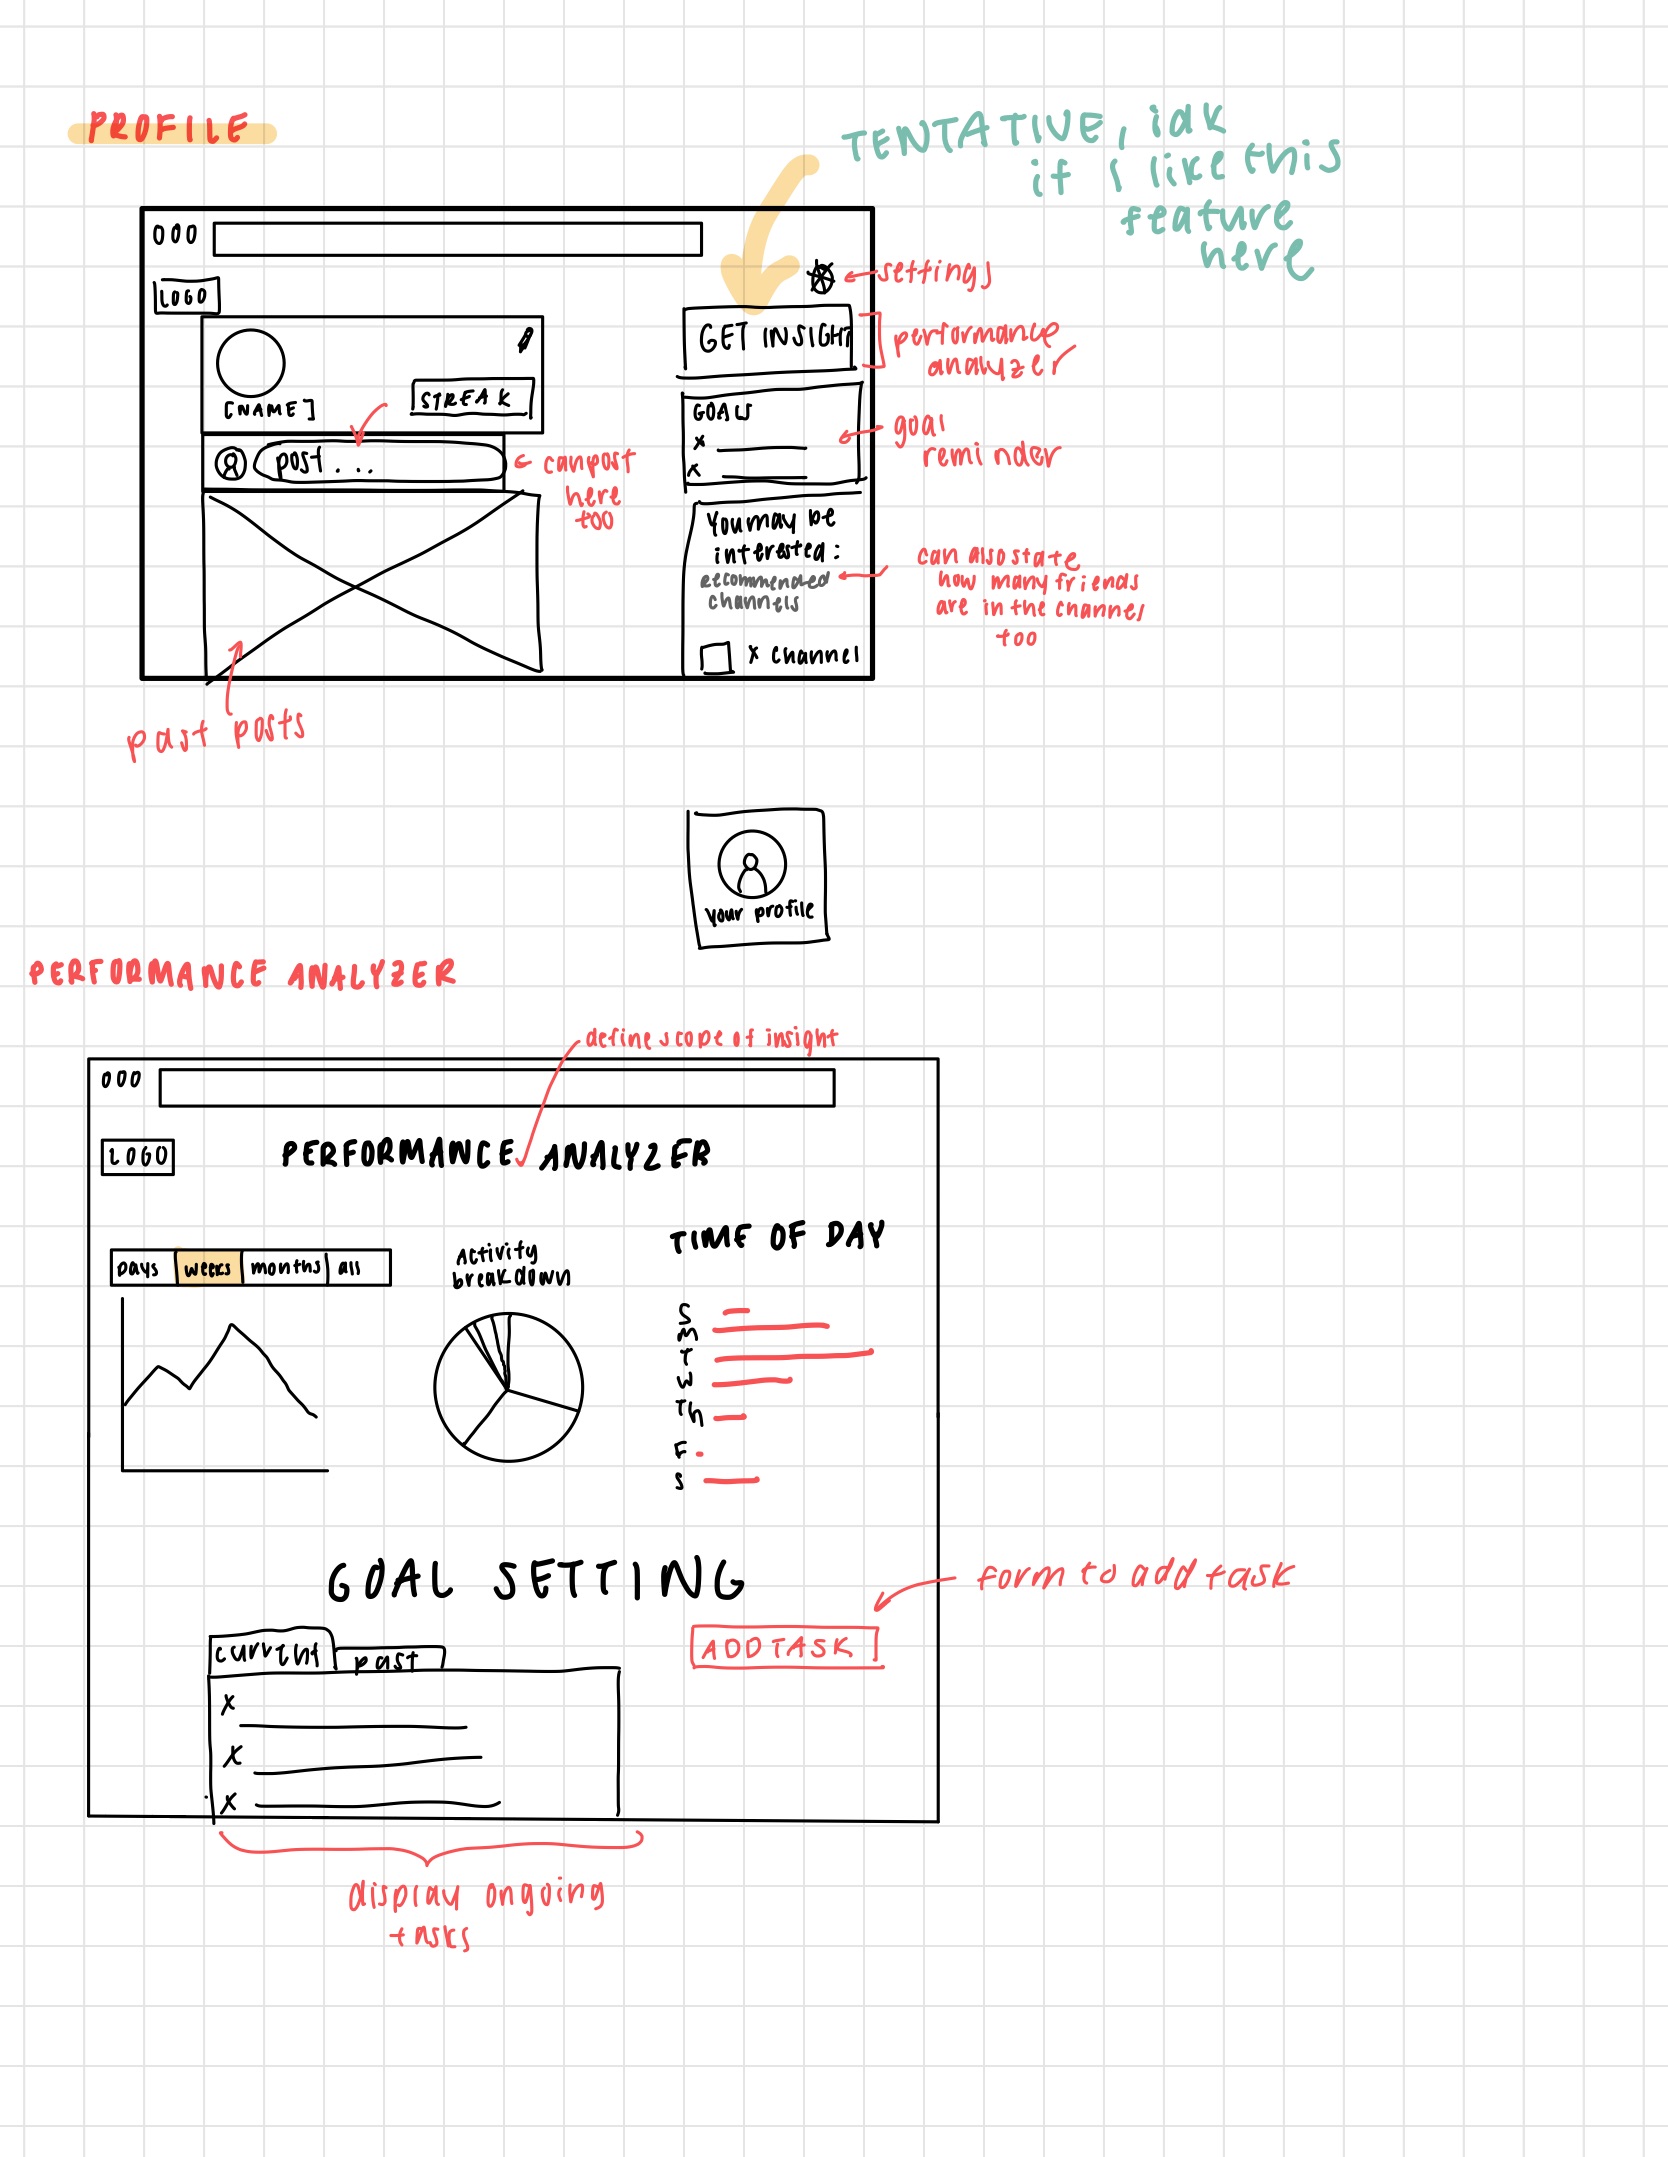 PROFILE
TENTATIVE, idk
if I like this
feature
here
000
settings
LOGO
GET INSIGHT
performance
analyzer
[NAME]
STREAK
GOALS
x
x
goal
reminder
post...
can post
here
too
You may be
interested:
recommended
channels
can also state
how many friends
are in the channel
too
x channel
past posts
your profile
PERFORMANCE ANALYZER
define scope of insight
000
LOGO
PERFORMANCE ANALYZER
TIME OF DAY
days weeks months all
Activity
breakdown
S
M
T
W
Th
F
S
GOAL SETTING
form to add task
current past
ADD TASK
x
x
x
display ongoing
tasks